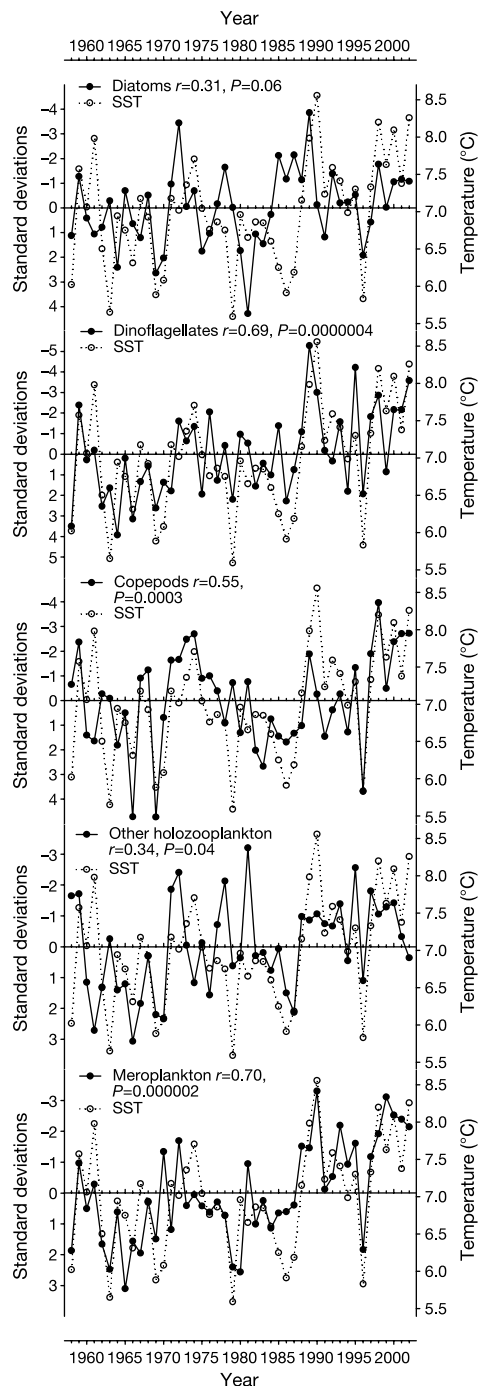 Year
1960 1965 1970 1975 1980 1985 1990 1995 2000
Diatoms r=0.31, P=0.06
SST
Standard deviations
–4
–3
–2
–1
0
1
2
3
4
8.5
8.0
7.5
7.0
6.5
6.0
5.5
Temperature (°C)
Dinoflagellates r=0.69, P=0.0000004
SST
Standard deviations
–5
–4
–3
–2
–1
0
1
2
3
4
5
8.5
8.0
7.5
7.0
6.5
6.0
5.5
Temperature (°C)
Copepods r=0.55,
P=0.0003
SST
Standard deviations
–4
–3
–2
–1
0
1
2
3
4
8.5
8.0
7.5
7.0
6.5
6.0
5.5
Temperature (°C)
Other holozooplankton
r=0.34, P=0.04
SST
Standard deviations
–3
–2
–1
0
1
2
3
8.5
8.0
7.5
7.0
6.5
6.0
5.5
Temperature (°C)
Meroplankton r=0.70,
P=0.000002
SST
Standard deviations
–3
–2
–1
0
1
2
3
8.5
8.0
7.5
7.0
6.5
6.0
5.5
Temperature (°C)
1960 1965 1970 1975 1980 1985 1990 1995 2000
Year